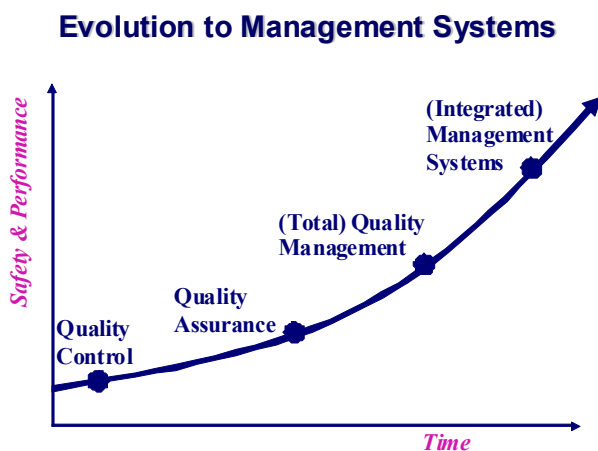 Evolution to Management Systems
Safety & Performance
(Integrated)
Management
Systems
(Total) Quality
Management
Quality
Assurance
Quality
Control
Time